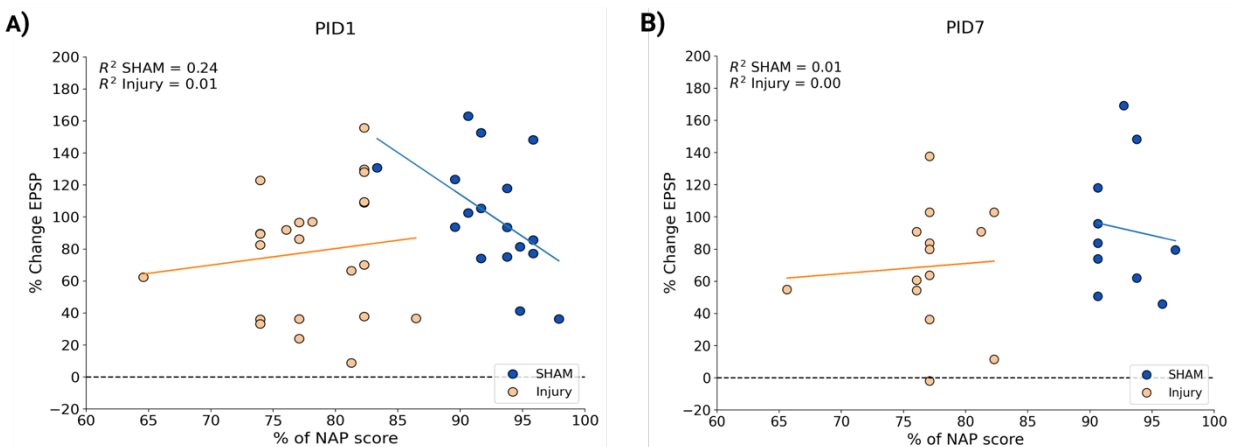 A)
PID1
R² SHAM = 0.24
R² Injury = 0.01
200
180
160
140
120
100
80
60
40
20
0
−20
% Change EPSP
60 65 70 75 80 85 90 95 100
% of NAP score
SHAM
Injury
B)
PID7
R² SHAM = 0.01
R² Injury = 0.00
200
180
160
140
120
100
80
60
40
20
0
−20
% Change EPSP
60 65 70 75 80 85 90 95 100
% of NAP score
SHAM
Injury